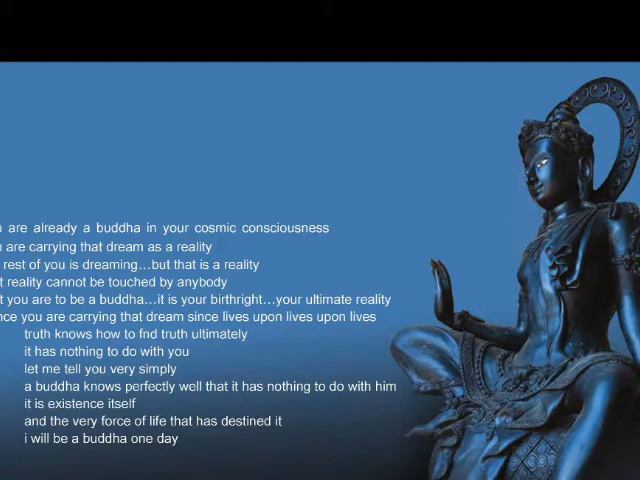 are already a buddha in your cosmic consciousness
are carrying that dream as a reality
rest of you is dreaming...but that is a reality
reality cannot be touched by anybody
you are to be a buddha...it is your birthright...your ultimate reality
you are carrying that dream since lives upon lives upon lives
truth knows how to fnd truth ultimately
it has nothing to do with you
let me tell you very simply
a buddha knows perfectly well that it has nothing to do with him
it is existence itself
and the very force of life that has destined it
i will be a buddha one day